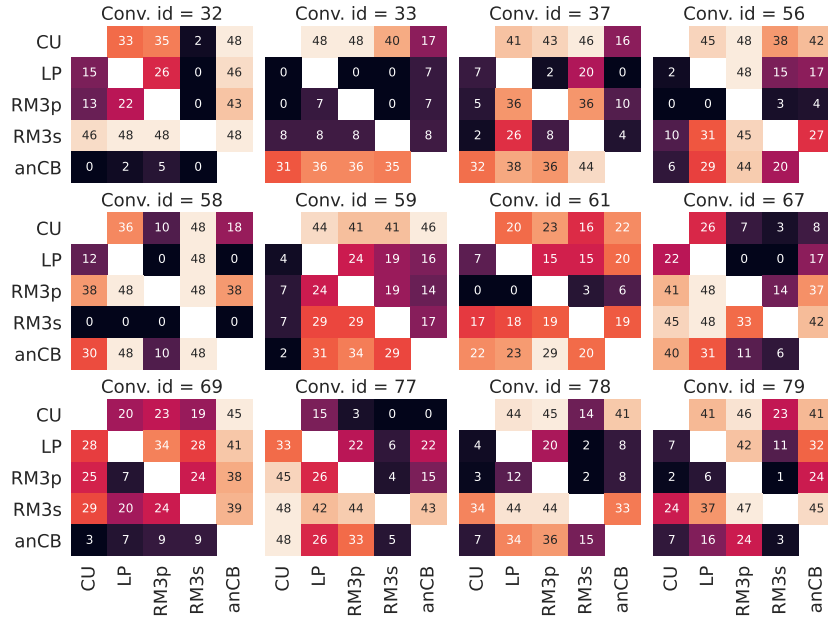 Conv. id = 32 Conv. id = 33 Conv. id = 37 Conv. id = 56
CU 33 35 2 48 48 48 40 17 41 43 46 16 45 48 38 42
LP 15 26 0 46 0 0 0 7 7 2 20 0 2 48 15 17
RM3p 13 22 0 43 0 7 0 7 5 36 36 10 0 0 3 4
RM3s 46 48 48 48 8 8 8 8 2 26 8 4 10 31 45 27
anCB 0 2 5 0 31 36 36 35 32 38 36 44 6 29 44 20
Conv. id = 58 Conv. id = 59 Conv. id = 61 Conv. id = 67
CU 36 10 48 18 44 41 41 46 20 23 16 22 26 7 3 8
LP 12 0 48 0 4 24 19 16 7 15 15 20 22 0 0 17
RM3p 38 48 48 38 7 24 19 14 0 0 3 6 41 48 14 37
RM3s 0 0 0 0 7 29 29 17 17 18 19 19 45 48 33 42
anCB 30 48 10 48 2 31 34 29 22 23 29 20 40 31 11 6
Conv. id = 69 Conv. id = 77 Conv. id = 78 Conv. id = 79
CU 20 23 19 45 15 3 0 0 44 45 14 41 41 46 23 41
LP 28 34 28 41 33 22 6 22 4 20 2 8 7 42 11 32
RM3p 25 7 24 38 45 26 4 15 3 12 2 8 2 6 1 24
RM3s 29 20 24 39 48 42 44 43 34 44 44 33 24 37 47 45
anCB 3 7 9 9 48 26 33 5 7 34 36 15 7 16 24 3
CU LP RM3p RM3s anCB CU LP RM3p RM3s anCB CU LP RM3p RM3s anCB CU LP RM3p RM3s anCB